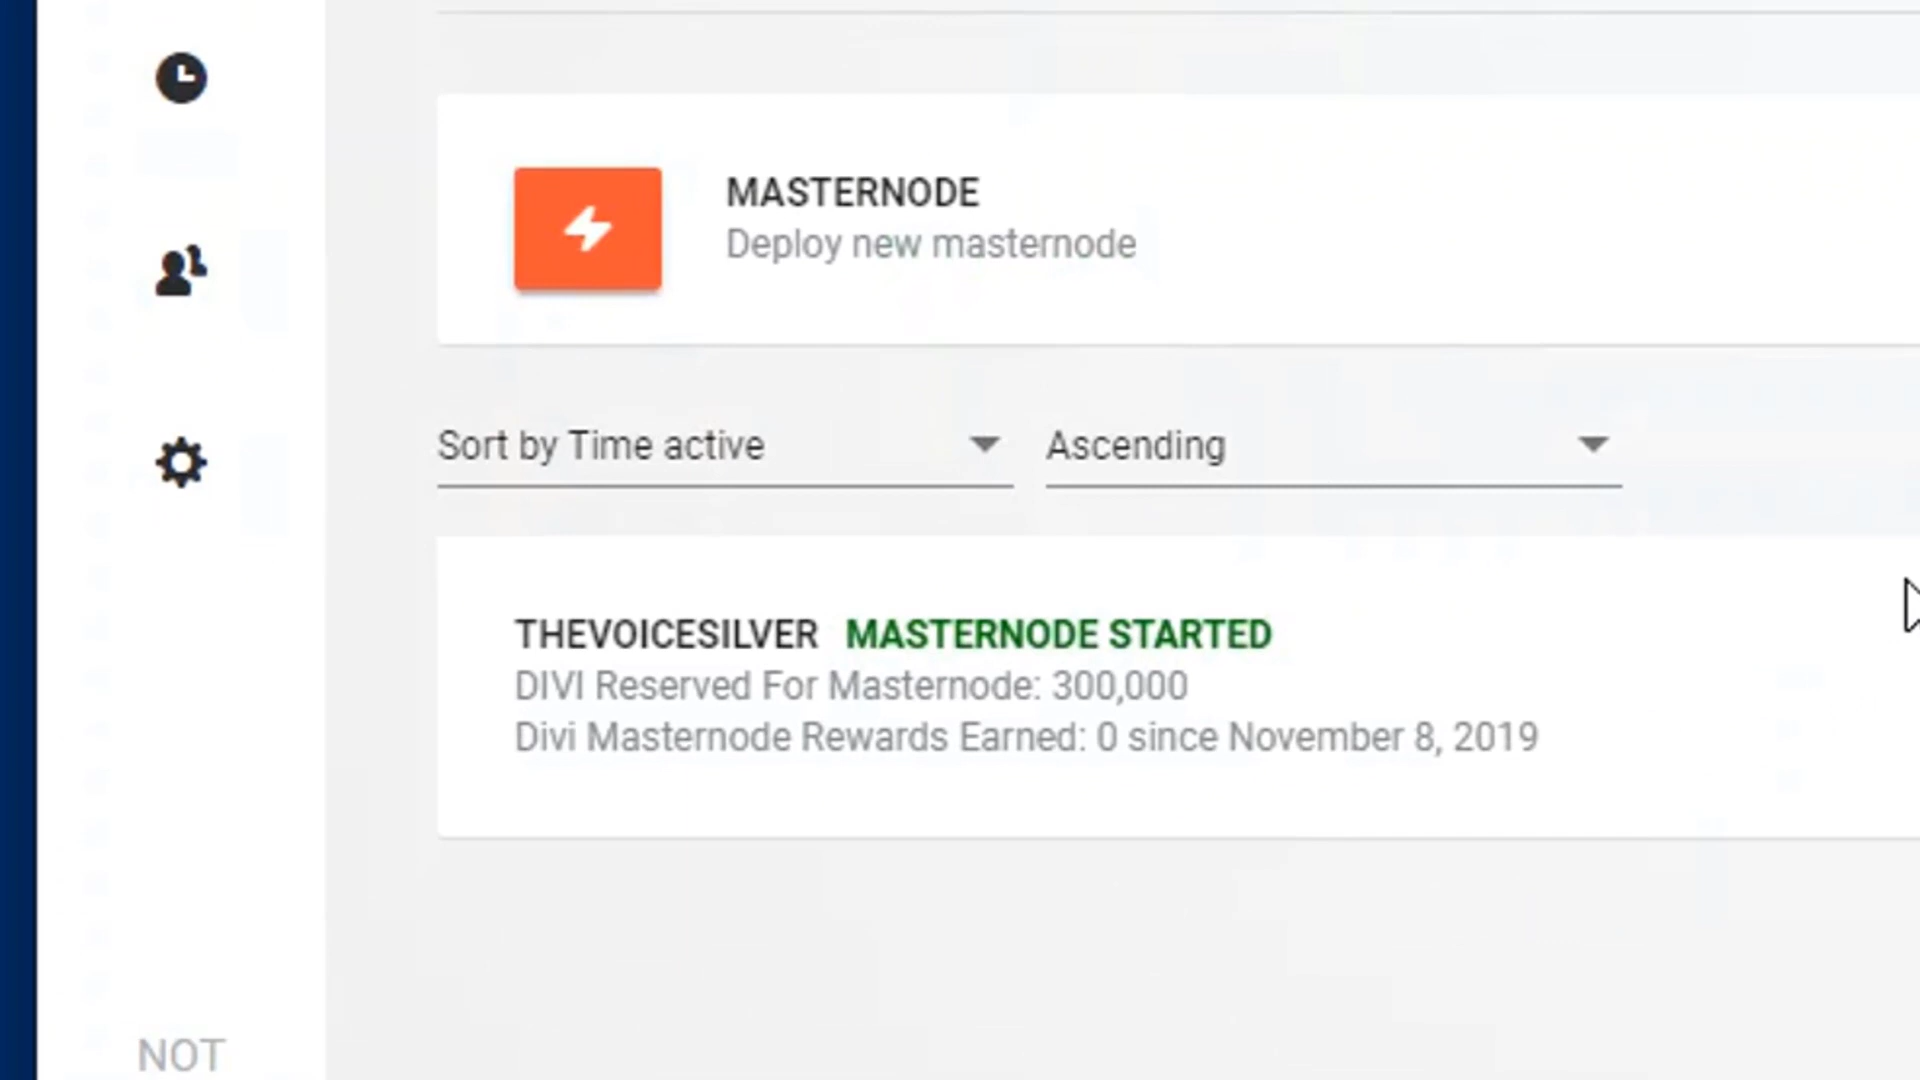 MASTERNODE
Deploy new masternode
Sort by Time active
Ascending
THEVOICESILVER MASTERNODE STARTED
DIVI Reserved For Masternode: 300,000
Divi Masternode Rewards Earned: 0 since November 8, 2019
NOT